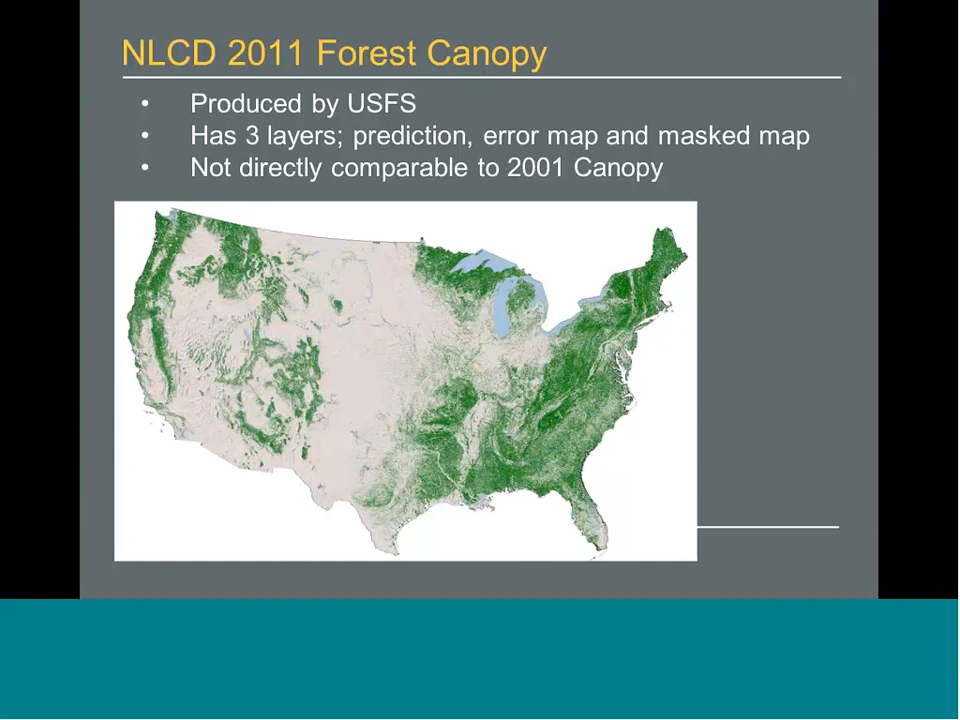 NLCD 2011 Forest Canopy
• Produced by USFS
• Has 3 layers; prediction, error map and masked map
• Not directly comparable to 2001 Canopy